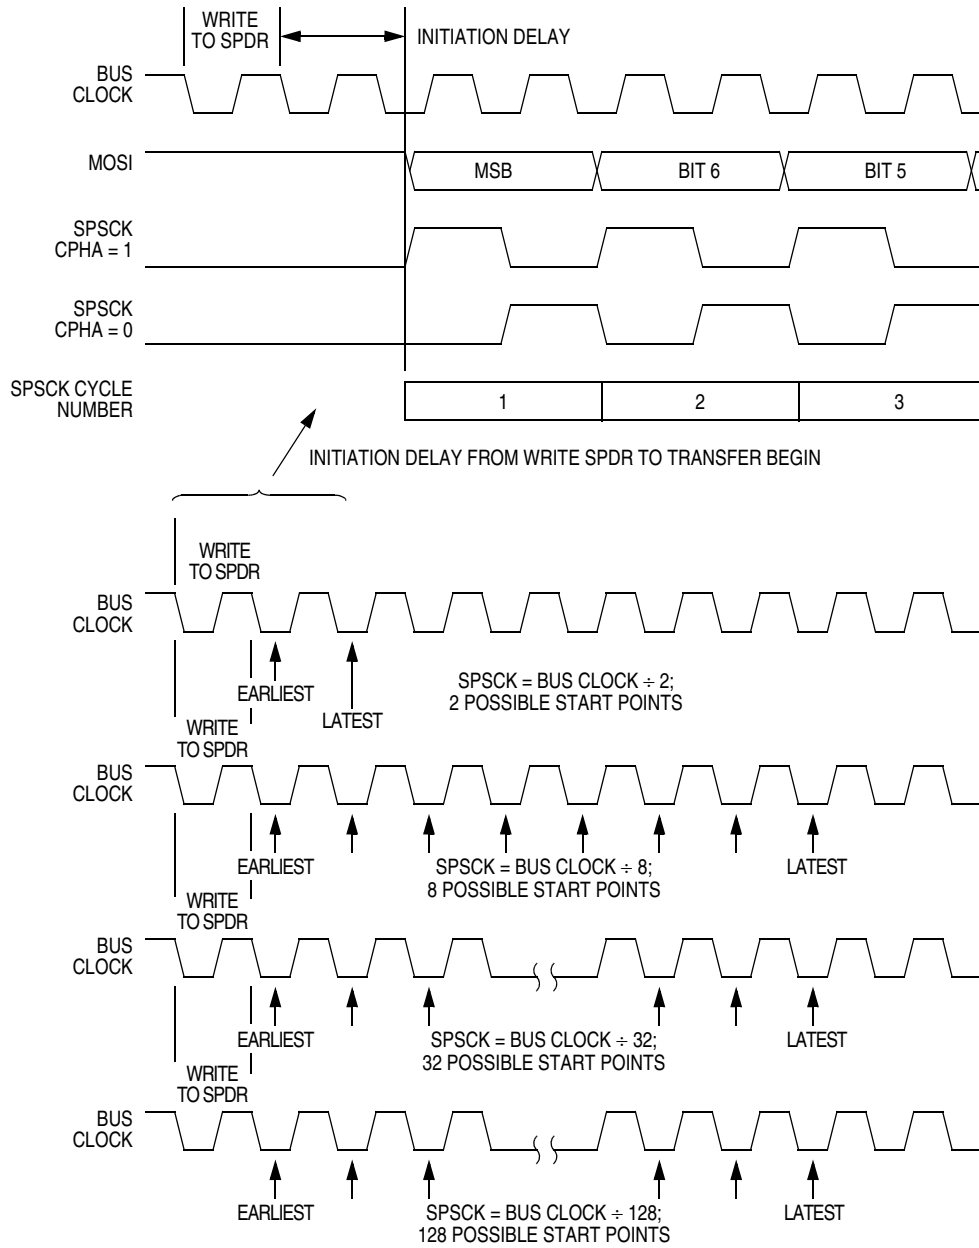 WRITE
TO SPDR
INITIATION DELAY
BUS
CLOCK
MOSI
MSB
BIT 6
BIT 5
SPSCK
CPHA = 1
SPSCK
CPHA = 0
SPSCK CYCLE
NUMBER
1
2
3
INITIATION DELAY FROM WRITE SPDR TO TRANSFER BEGIN
WRITE
TO SPDR
BUS
CLOCK
EARLIEST
LATEST
SPSCK = BUS CLOCK ÷ 2;
2 POSSIBLE START POINTS
WRITE
TO SPDR
BUS
CLOCK
EARLIEST
SPSCK = BUS CLOCK ÷ 8;
8 POSSIBLE START POINTS
LATEST
WRITE
TO SPDR
BUS
CLOCK
EARLIEST
SPSCK = BUS CLOCK ÷ 32;
32 POSSIBLE START POINTS
LATEST
WRITE
TO SPDR
BUS
CLOCK
EARLIEST
SPSCK = BUS CLOCK ÷ 128;
128 POSSIBLE START POINTS
LATEST